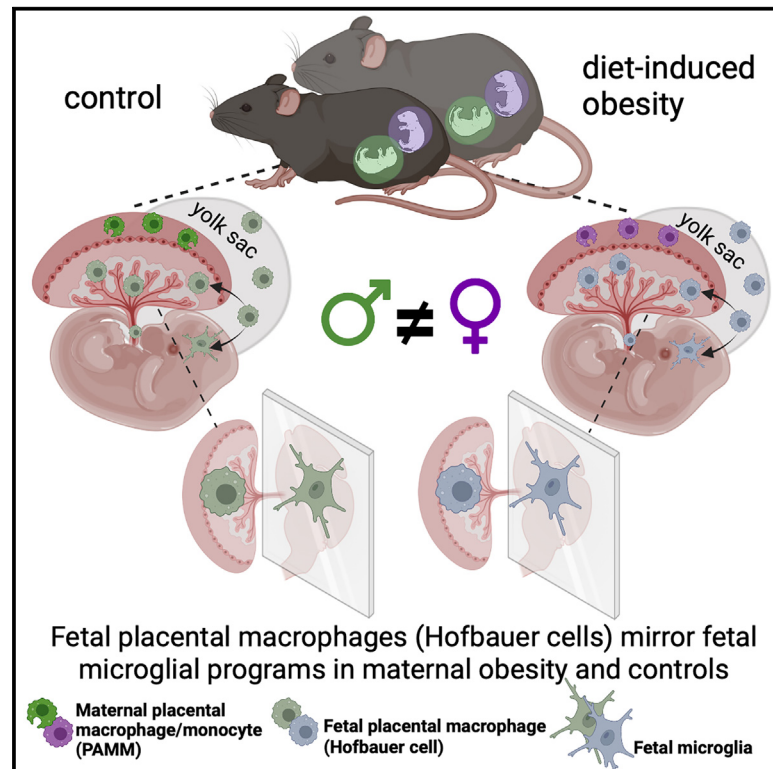 control
diet-induced
obesity
yolk sac
yolk sac
♂≠♀
Fetal placental macrophages (Hofbauer cells) mirror fetal
microglial programs in maternal obesity and controls
Maternal placental
macrophage/monocyte
(PAMM)
Fetal placental macrophage
(Hofbauer cell)
Fetal microglia